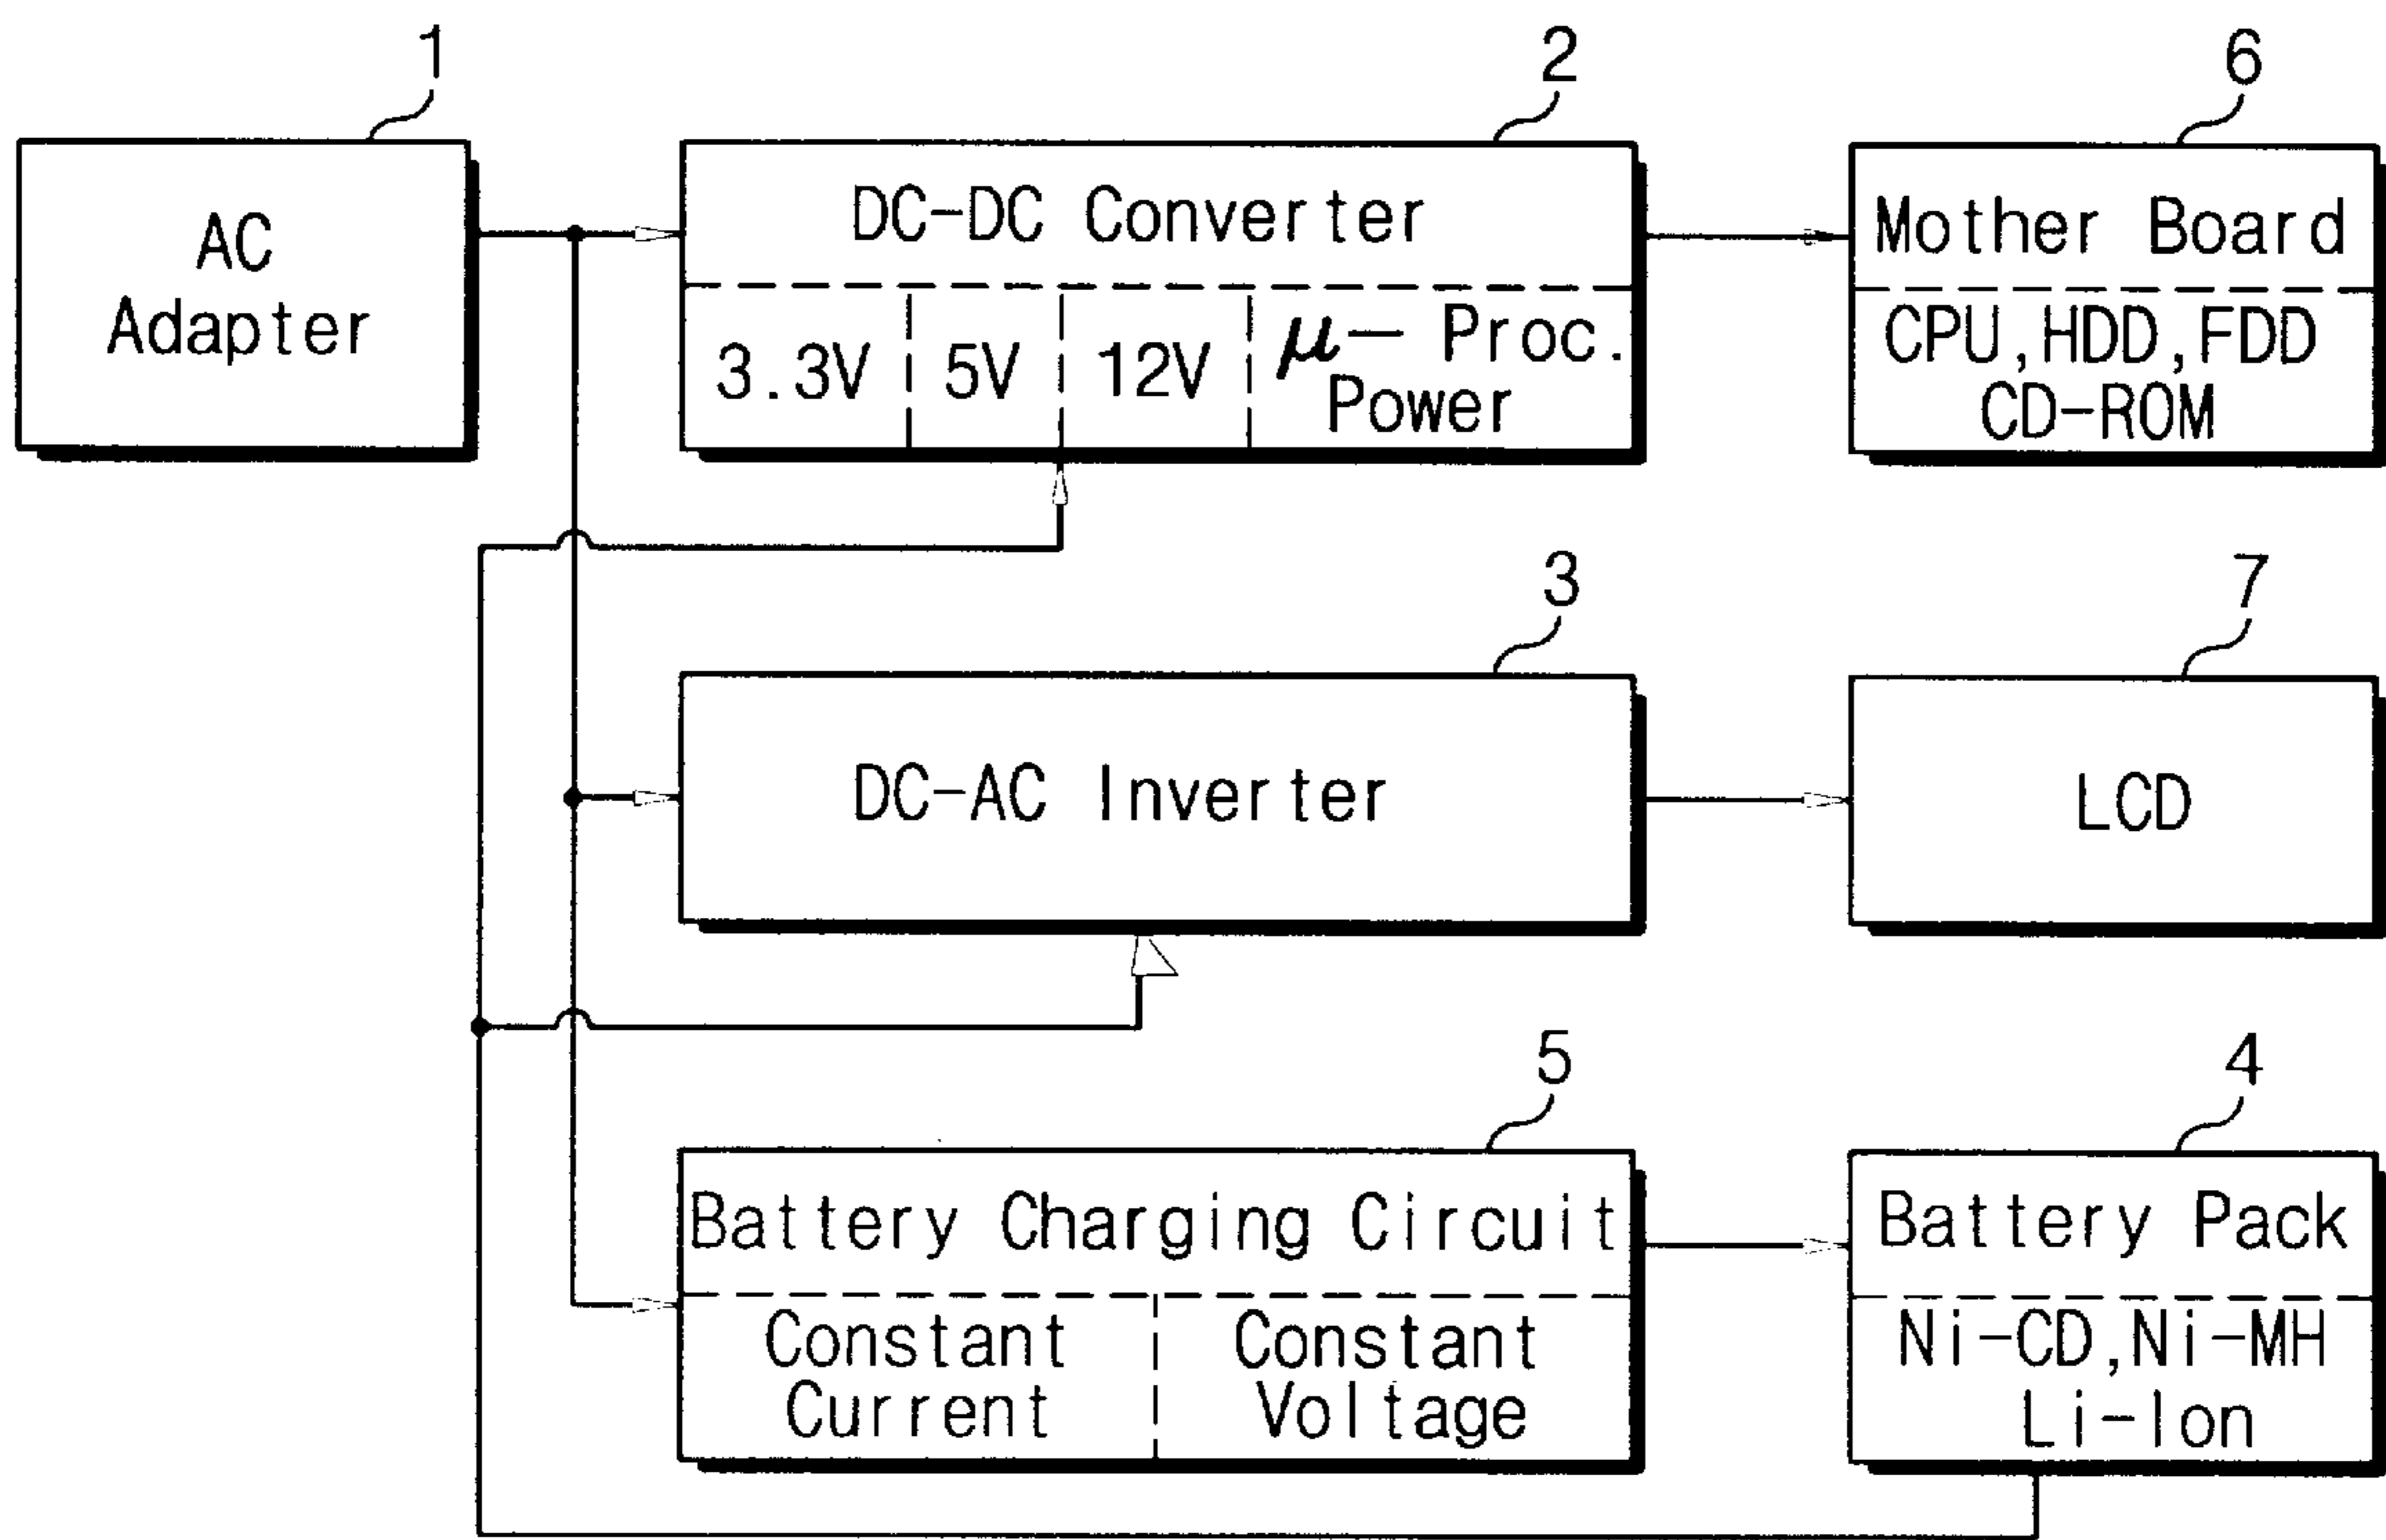 1
AC
Adapter
2
DC-DC Converter
3.3V
5V
12V
μ- Proc.
Power
6
Mother Board
CPU,HDD,FDD
CD-ROM
3
DC-AC Inverter
7
LCD
5
Battery Charging Circuit
Constant
Current
Constant
Voltage
4
Battery Pack
Ni-CD,Ni-MH
Li-Ion